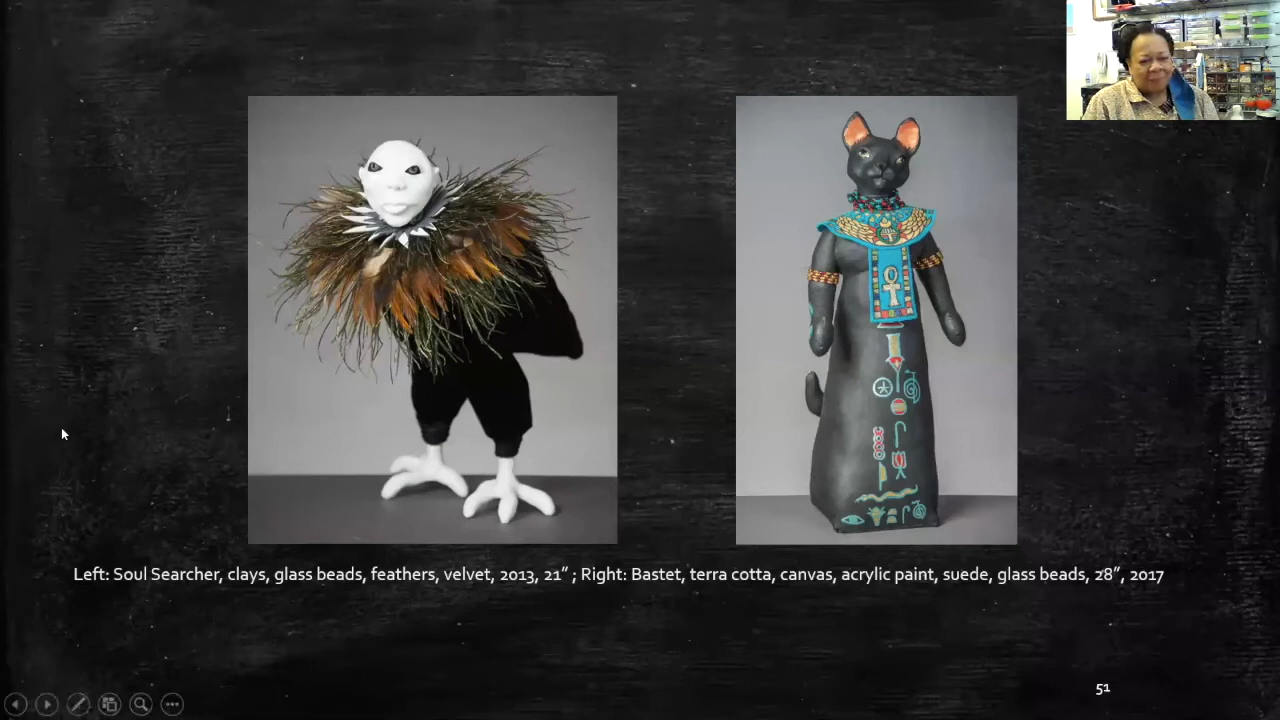 Left: Soul Searcher, clays, glass beads, feathers, velvet, 2013, 21” ; Right: Bastet, terra cotta, canvas, acrylic paint, suede, glass beads, 28”, 2017
51